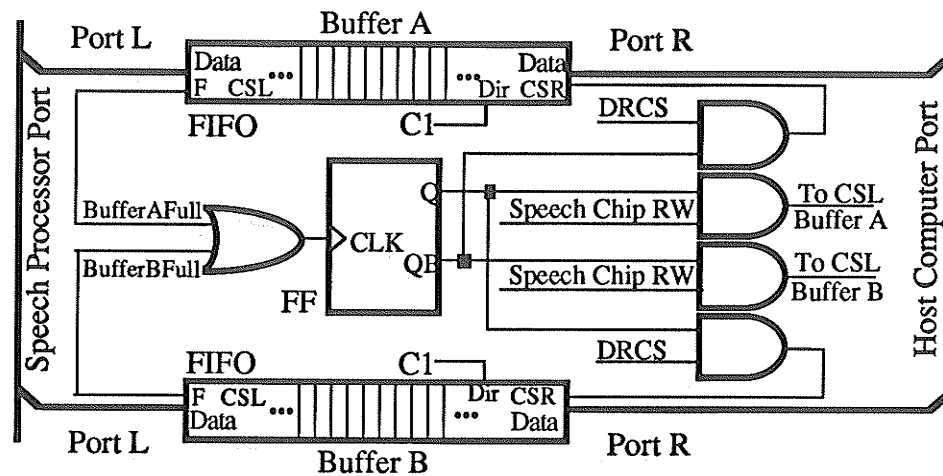 Port L
Buffer A
Port R
Data
Data
F CSL
Dir CSR
FIFO
C1
DRCS
Speech Processor Port
Host Computer Port
BufferAFull
Q
Speech Chip RW
To CSL
Buffer A
CLK
BufferBFull
QB
Speech Chip RW
To CSL
Buffer B
FF
FIFO
C1
DRCS
F CSL
Dir CSR
Data
Data
Port L
Buffer B
Port R